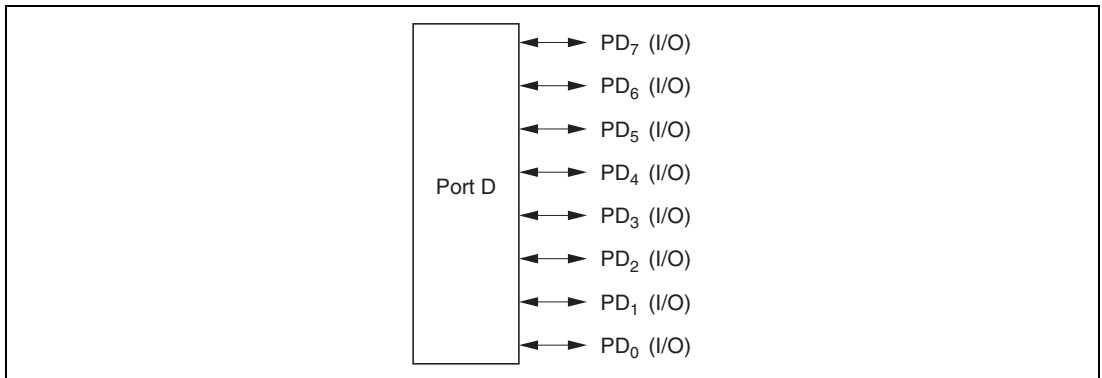 PD₇ (I/O)
PD₆ (I/O)
PD₅ (I/O)
PD₄ (I/O)
Port D
PD₃ (I/O)
PD₂ (I/O)
PD₁ (I/O)
PD₀ (I/O)